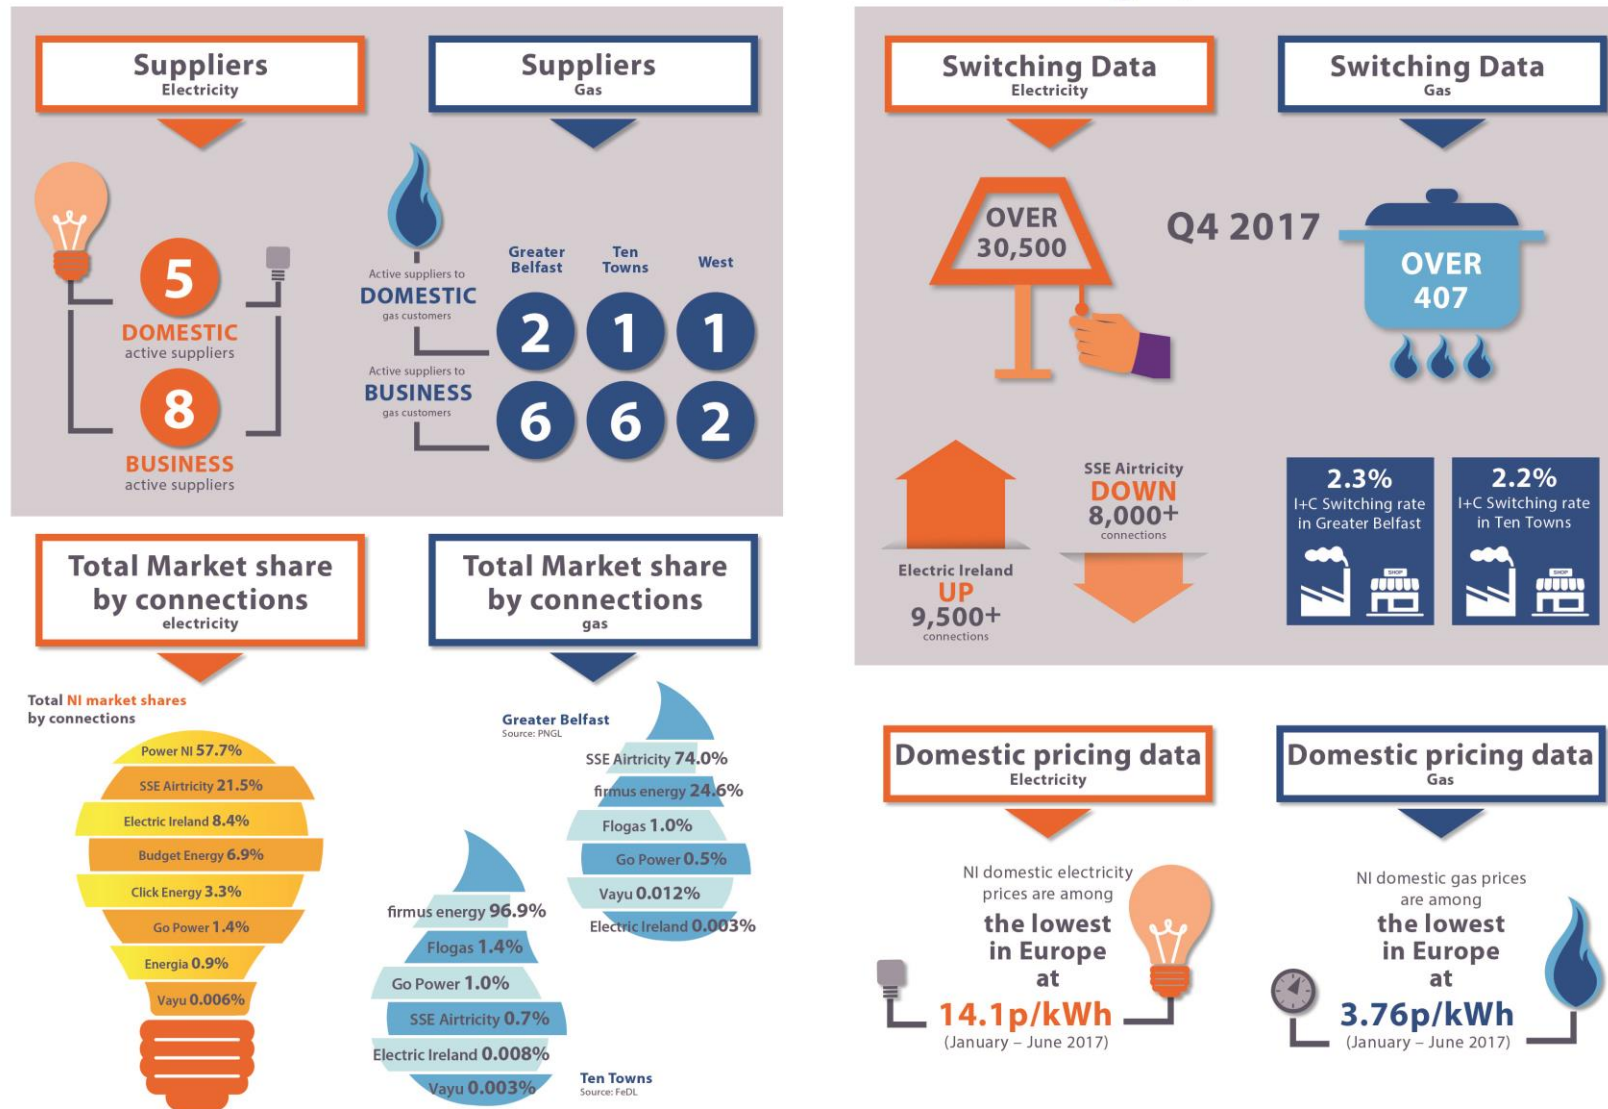 Suppliers
Electricity
5
DOMESTIC
active suppliers
8
BUSINESS
active suppliers
Suppliers
Gas
Greater
Belfast
Ten
Towns
West
Active suppliers to
DOMESTIC
gas customers
2 1 1
Active suppliers to
BUSINESS
gas customers
6 6 2
Total Market share
by connections
electricity
Total NI market shares
by connections
Power NI 57.7%
SSE Airtricity 21.5%
Electric Ireland 8.4%
Budget Energy 6.9%
Click Energy 3.3%
Go Power 1.4%
Energia 0.9%
Vayu 0.006%
Total Market share
by connections
gas
Greater Belfast
Source: PNGL
SSE Airtricity 74.0%
firmus energy 24.6%
Flogas 1.0%
Go Power 0.5%
Vayu 0.012%
Electric Ireland 0.003%
firmus energy 96.9%
Flogas 1.4%
Go Power 1.0%
SSE Airtricity 0.7%
Electric Ireland 0.008%
Vayu 0.003%
Ten Towns
Source: FeDL
Switching Data
Electricity
Switching Data
Gas
OVER
30,500
Q4 2017
OVER
407
Electric Ireland
UP
9,500+
connections
SSE Airtricity
DOWN
8,000+
connections
2.3%
I+C Switching rate
in Greater Belfast
SHOP
2.2%
I+C Switching rate
in Ten Towns
SHOP
Domestic pricing data
Electricity
NI domestic electricity
prices are among
the lowest
in Europe
at
14.1p/kWh
(January – June 2017)
Domestic pricing data
Gas
NI domestic gas prices
are among
the lowest
in Europe
at
3.76p/kWh
(January – June 2017)